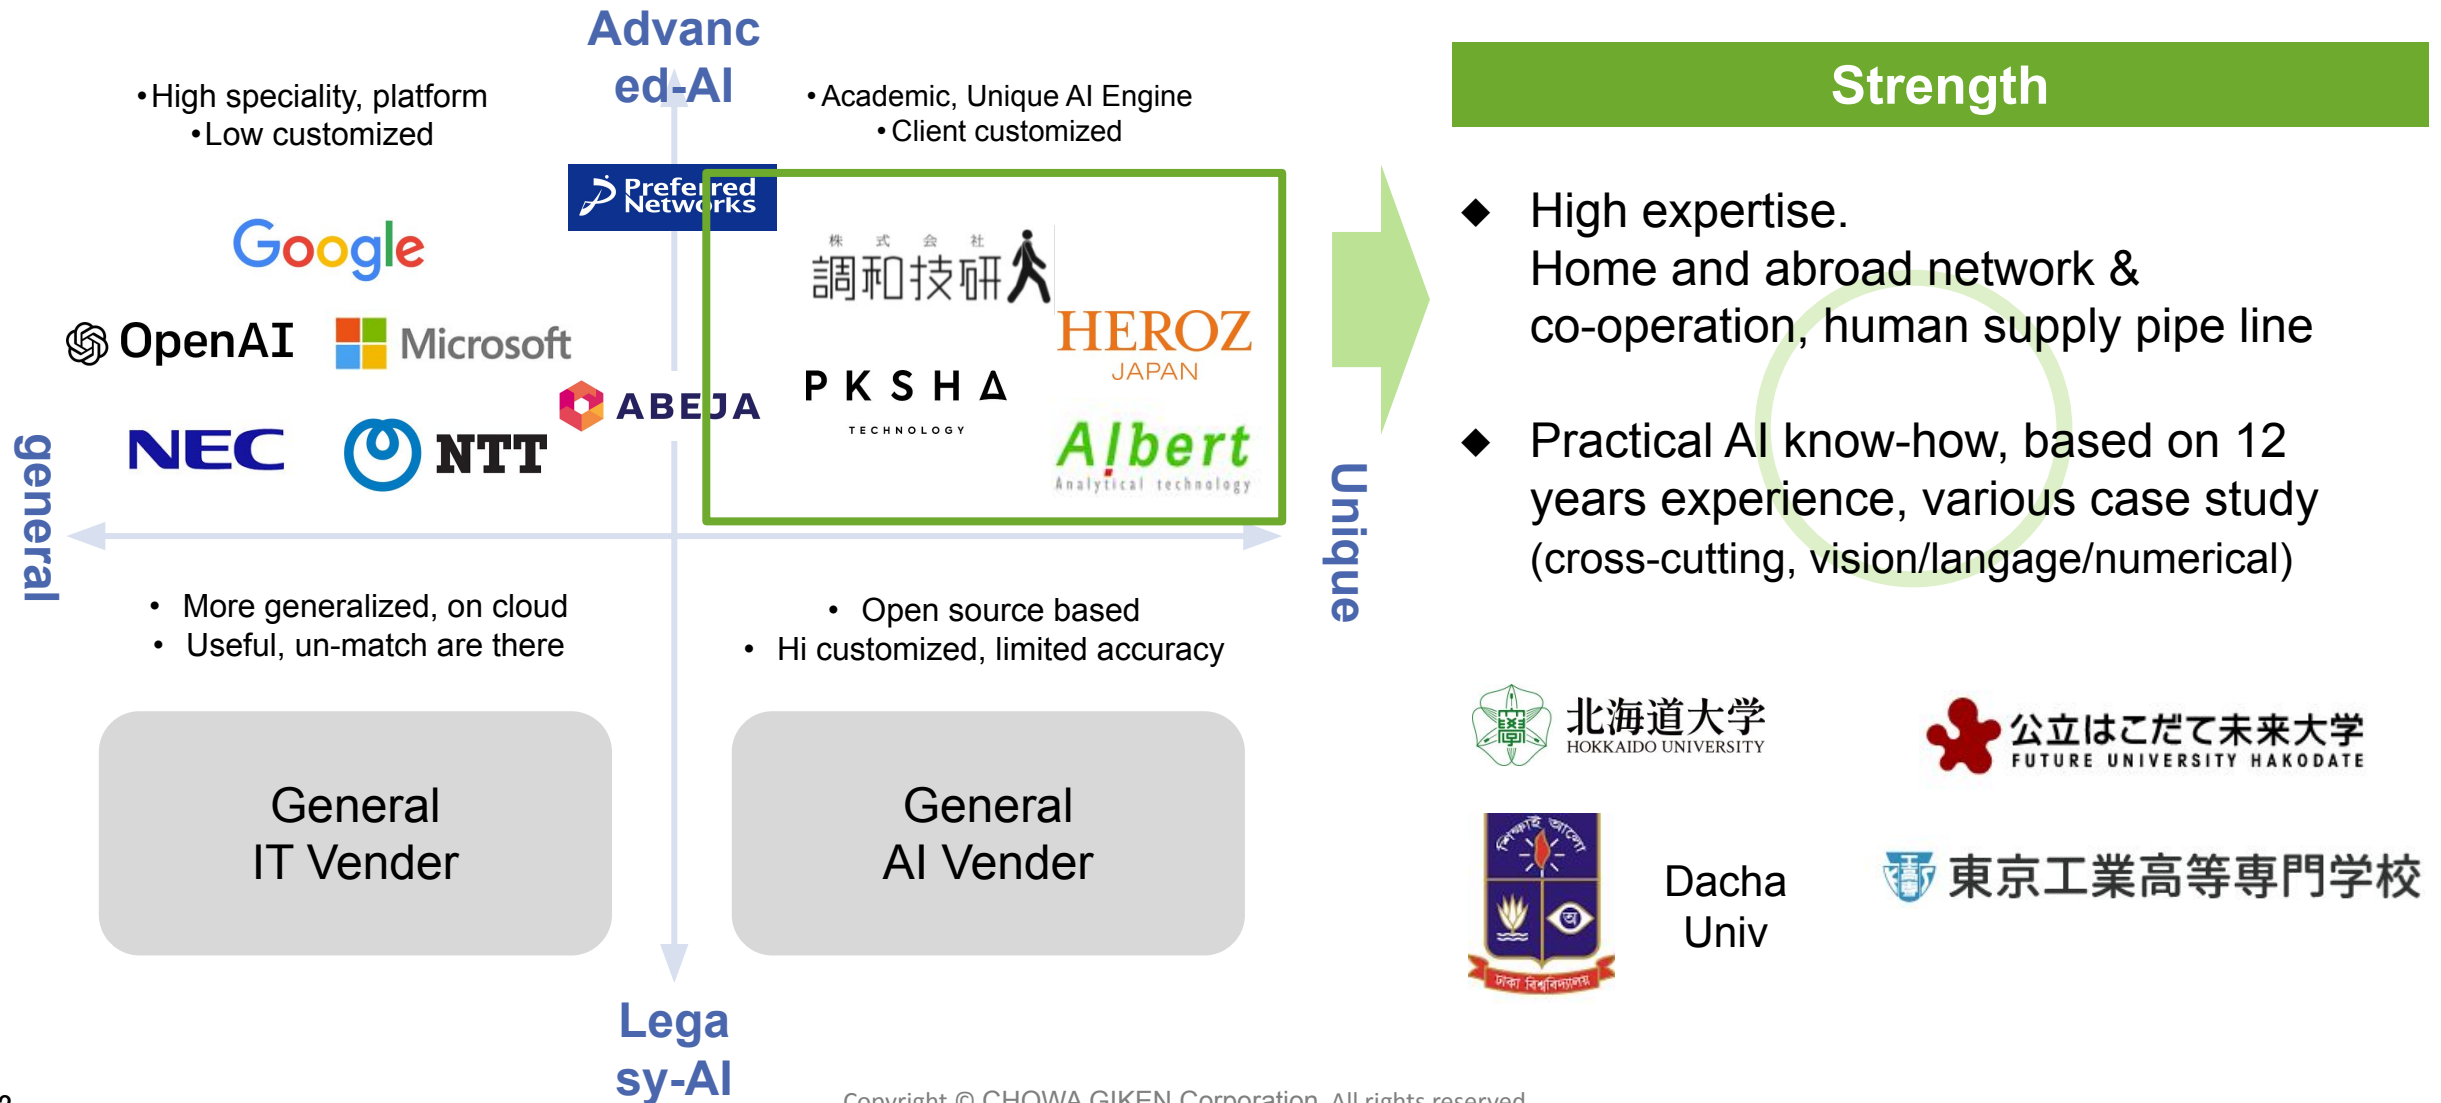 Advanc
ed-AI
•High speciality, platform
•Low customized
•Academic, Unique AI Engine
•Client customized
Preferred
Networks
Google
OpenAI
Microsoft
ABEJA
NEC
NTT
株式会社
調和技研
HEROZ
JAPAN
PKSHA
TECHNOLOGY
Albert
Analytical technology
general
Unique
• More generalized, on cloud
• Useful, un-match are there
• Open source based
• Hi customized, limited accuracy
General
IT Vender
General
AI Vender
Lega
sy-AI
Strength
◆ High expertise.
Home and abroad network &
co-operation, human supply pipe line
◆ Practical AI know-how, based on 12
years experience, various case study
(cross-cutting, vision/langage/numerical)
北海道大学
HOKKAIDO UNIVERSITY
公立はこだて未来大学
FUTURE UNIVERSITY HAKODATE
শিক্ষাই আলো
ঢাকা বিশ্ববিদ্যালয়
Dacha
Univ
東京工業高等専門学校
Copyright © CHOWA GIKEN Corporation. All rights reserved